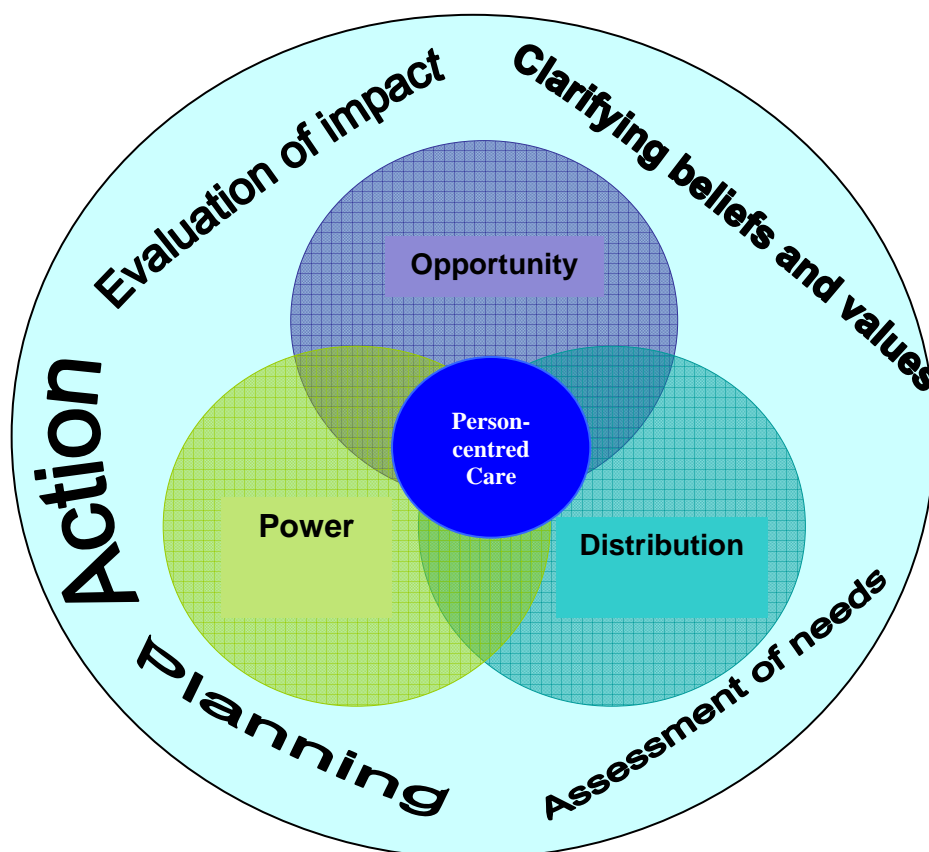 Evaluation of impact
Clarifying beliefs and values
Opportunity
Person-
centred
Care
Power
Distribution
Action
Planning
Assessment of needs